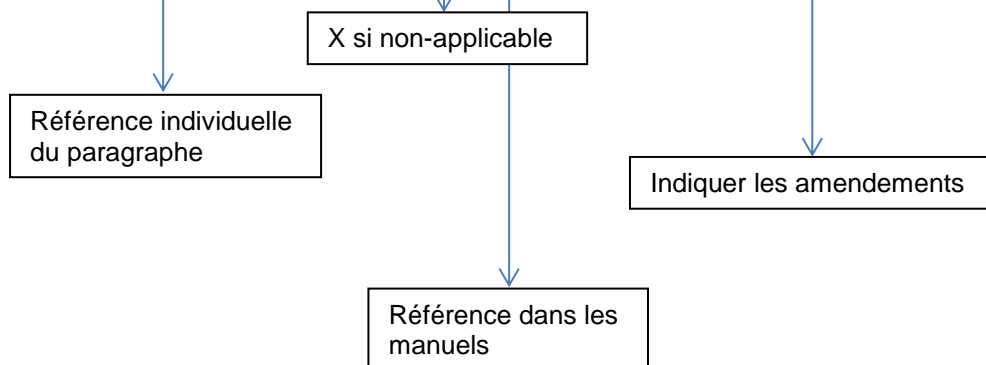 X si non-applicable
Référence individuelle
du paragraphe
Indiquer les amendements
Référence dans les
manuels